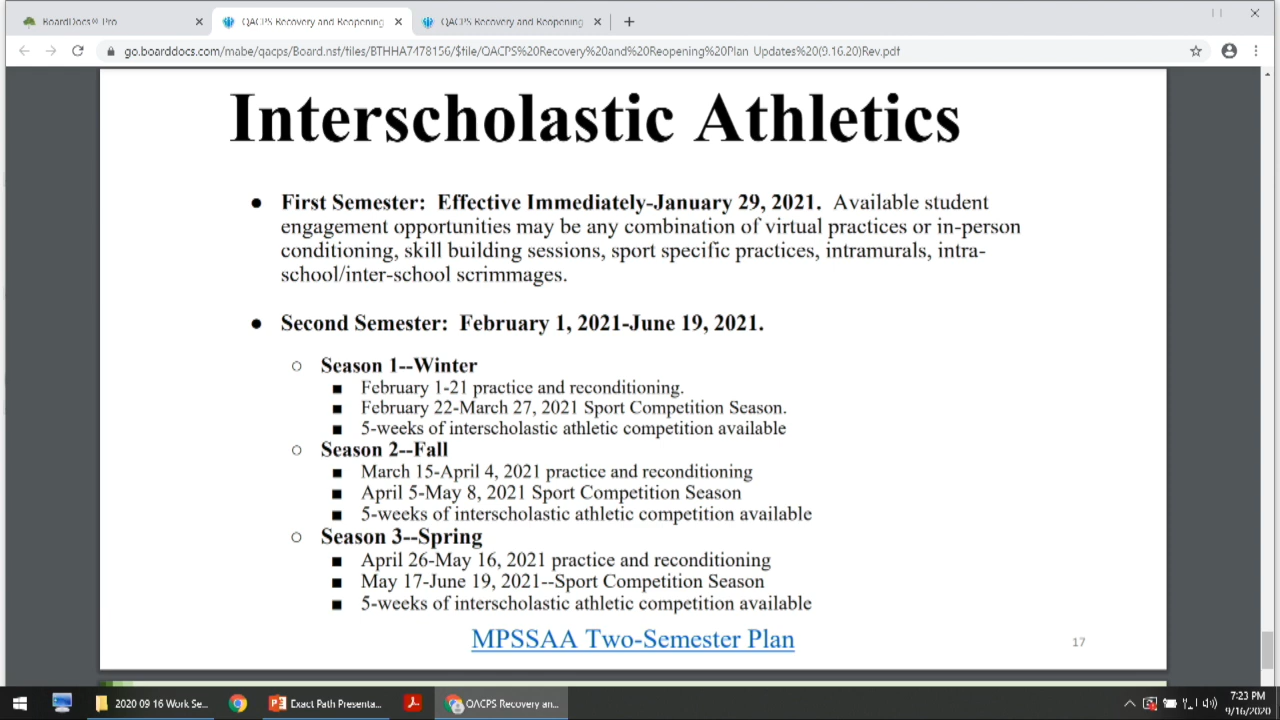 BoardDocs® Pro
QACPS Recovery and Reopening
QACPS Recovery and Reopening
go.boarddocs.com/mabe/qacps/Board.nsf/files/BTHHA7478156/$file/QACPS%20Recovery%20and%20Reopening%20Plan Updates%20(9.16.20)Rev.pdf
Interscholastic Athletics
● First Semester: Effective Immediately-January 29, 2021. Available student
engagement opportunities may be any combination of virtual practices or in-person
conditioning, skill building sessions, sport specific practices, intramurals, intra-
school/inter-school scrimmages.
● Second Semester: February 1, 2021-June 19, 2021.
○ Season 1--Winter
■ February 1-21 practice and reconditioning.
■ February 22-March 27, 2021 Sport Competition Season.
■ 5-weeks of interscholastic athletic competition available
○ Season 2--Fall
■ March 15-April 4, 2021 practice and reconditioning
■ April 5-May 8, 2021 Sport Competition Season
■ 5-weeks of interscholastic athletic competition available
○ Season 3--Spring
■ April 26-May 16, 2021 practice and reconditioning
■ May 17-June 19, 2021--Sport Competition Season
■ 5-weeks of interscholastic athletic competition available
MPSSAA Two-Semester Plan
17
2020 09 16 Work Se...
Exact Path Presenta...
QACPS Recovery an...
7:23 PM
9/16/2020